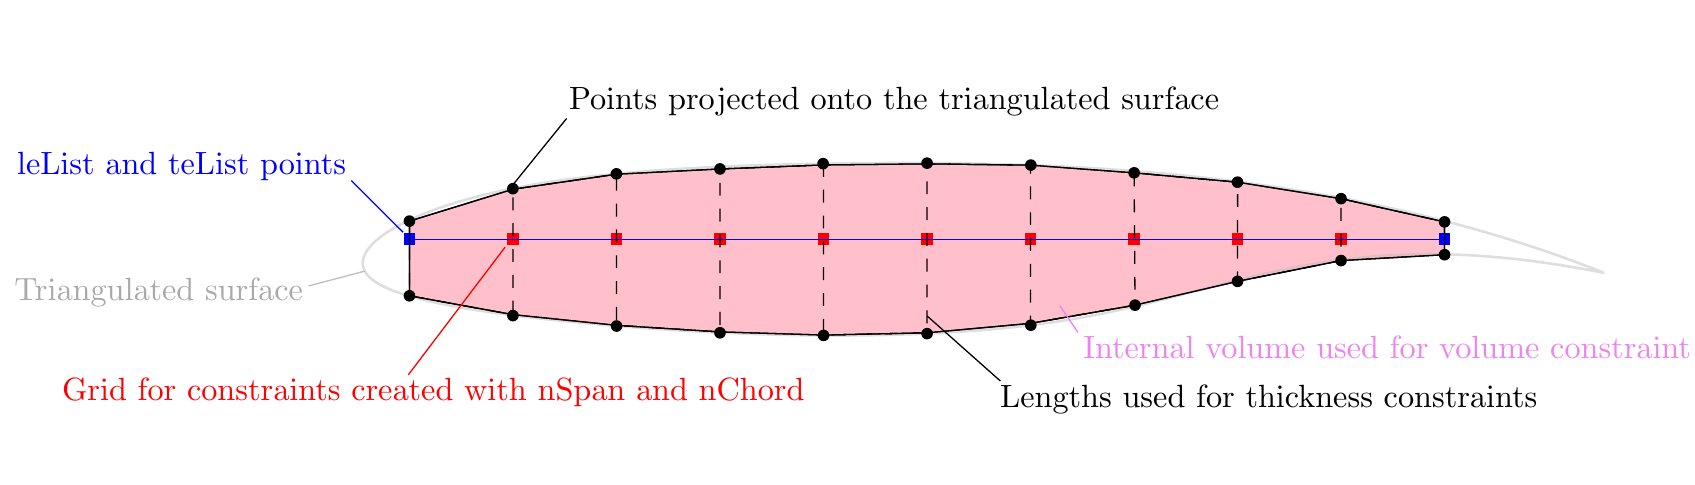 Points projected onto the triangulated surface
leList and teList points
Triangulated surface
Internal volume used for volume constraint
Grid for constraints created with nSpan and nChord
Lengths used for thickness constraints